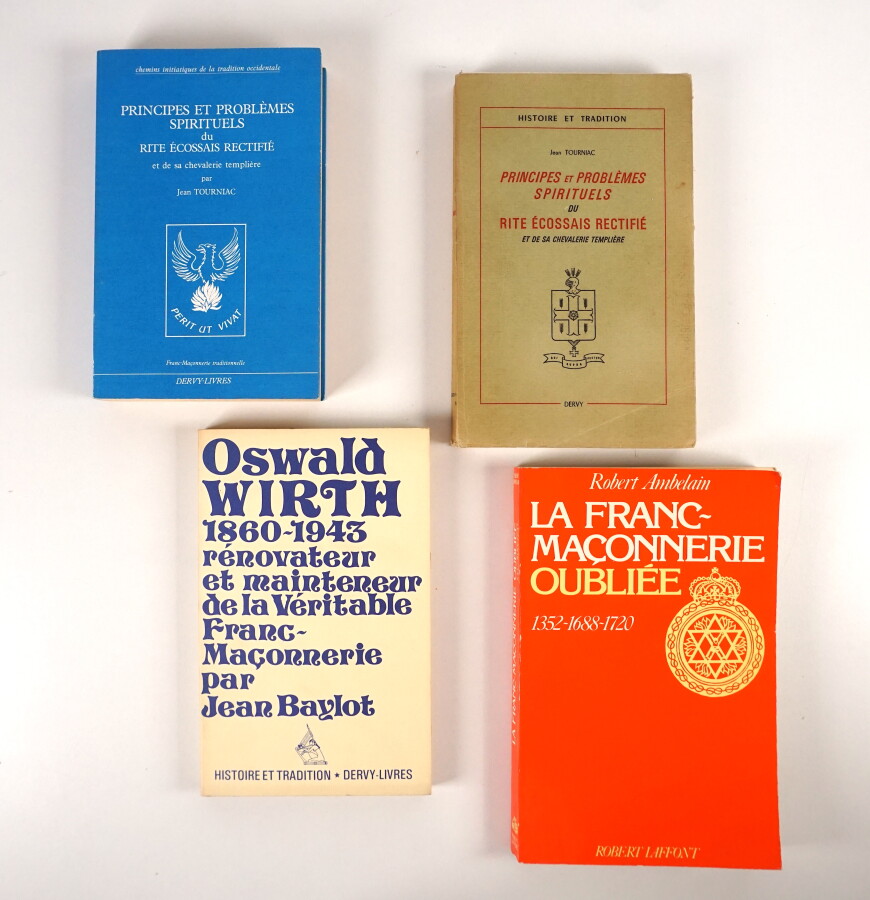 chemins initiatiques de la tradition occidentale
PRINCIPES ET PROBLÈMES
SPIRITUELS
du
RITE ÉCOSSAIS RECTIFIÉ
et de sa chevalerie templière
par
Jean TOURNIAC
PERIT UT VIVAT
Franc-Maçonnerie traditionnelle
DERVY-LIVRES
HISTOIRE ET TRADITION
Jean TOURNIAC
PRINCIPES ET PROBLÈMES
SPIRITUELS
DU
RITE ÉCOSSAIS RECTIFIÉ
ET DE SA CHEVALERIE TEMPLIÈRE
DERVY
Oswald
WIRTH
1860-1943
rénovateur
et mainteneur
de la Véritable
Franc-
Maçonnerie
par
Jean Baylot
HISTOIRE ET TRADITION ★ DERVY-LIVRES
Robert Ambelain
LA FRANC-
MAÇONNERIE
OUBLIÉE
1352-1688-1720
ROBERT LAFFONT
LA FRANC-MAÇONNERIE OUBLIÉE